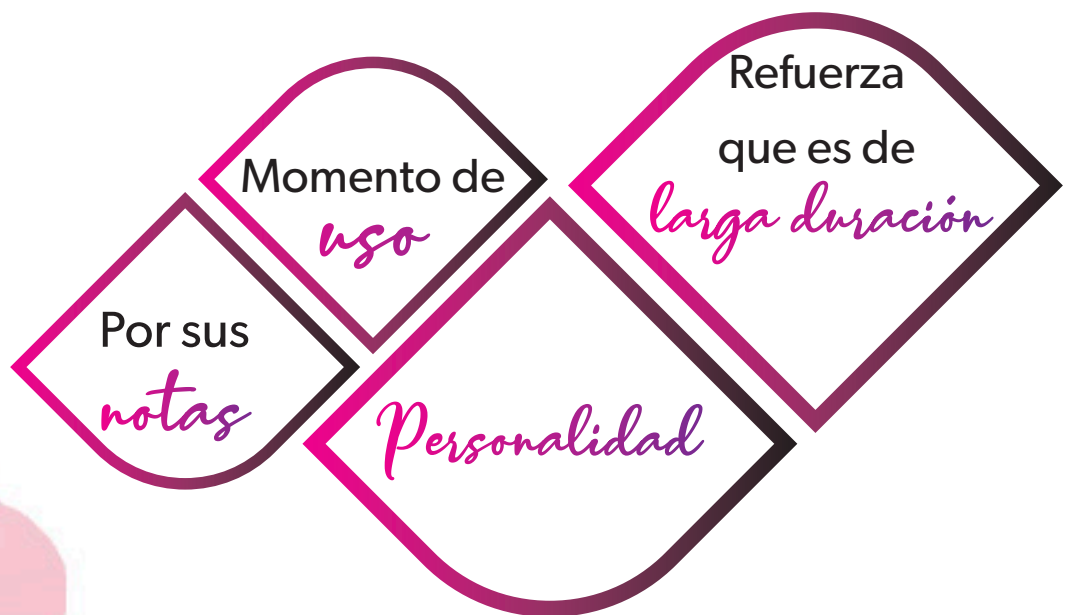 Por sus
notas
Momento de
uso
Personalidad
Refuerza
que es de
larga duración